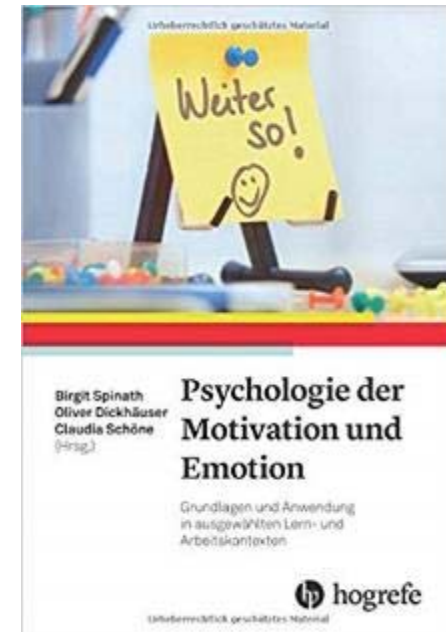 Urheberrechtlich geschütztes Material
Weiter
so!
Birgit Spinath
Oliver Dickhäuser
Claudia Schöne
(Hrsg.)
Psychologie der
Motivation und
Emotion
Grundlagen und Anwendung
in ausgewählten Lern- und
Arbeitskontexten
hogrefe
Urheberrechtlich geschütztes Material